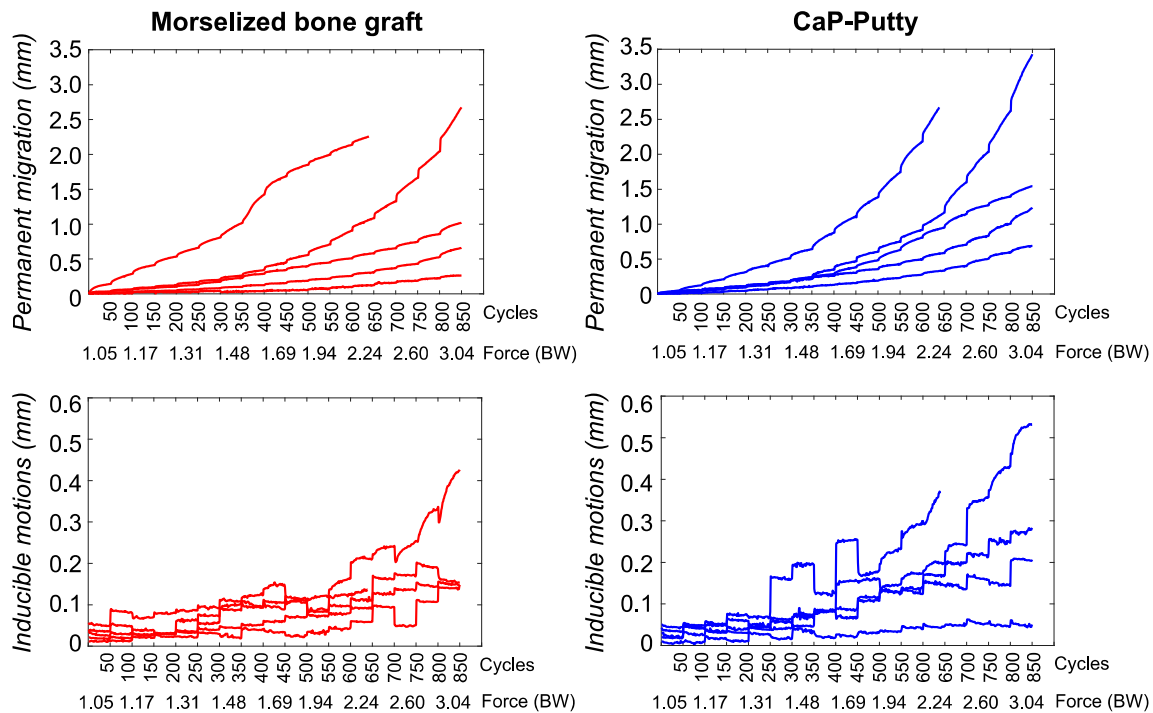 Morselized bone graft
CaP-Putty
Permanent migration (mm)
3.5
3.0
2.5
2.0
1.5
1.0
0.5
0
50 100 150 200 250 300 350 400 450 500 550 600 650 700 750 800 850 Cycles
1.05 1.17 1.31 1.48 1.69 1.94 2.24 2.60 3.04 Force (BW)
Permanent migration (mm)
3.5
3.0
2.5
2.0
1.5
1.0
0.5
0
50 100 150 200 250 300 350 400 450 500 550 600 650 700 750 800 850 Cycles
1.05 1.17 1.31 1.48 1.69 1.94 2.24 2.60 3.04 Force (BW)
Inducible motions (mm)
0.6
0.5
0.4
0.3
0.2
0.1
0
50 100 150 200 250 300 350 400 450 500 550 600 650 700 750 800 850 Cycles
1.05 1.17 1.31 1.48 1.69 1.94 2.24 2.60 3.04 Force (BW)
Inducible motions (mm)
0.6
0.5
0.4
0.3
0.2
0.1
0
50 100 150 200 250 300 350 400 450 500 550 600 650 700 750 800 850 Cycles
1.05 1.17 1.31 1.48 1.69 1.94 2.24 2.60 3.04 Force (BW)